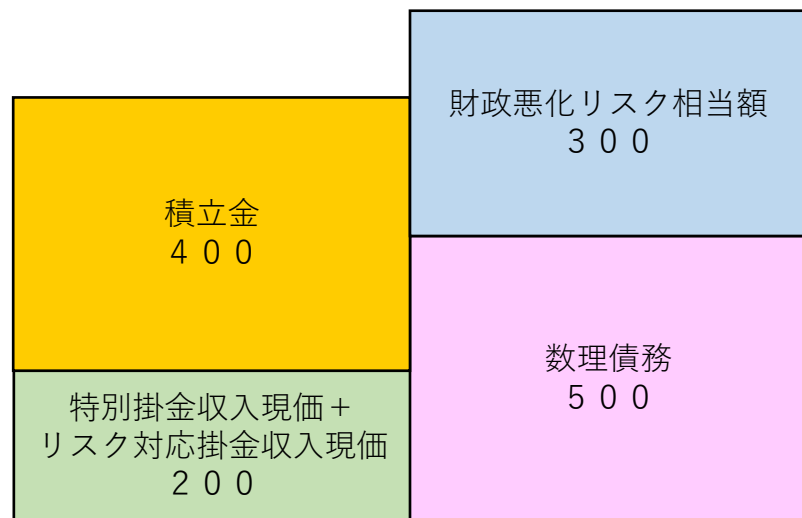 財政悪化リスク相当額
３００
積立金
４００
数理債務
５００
特別掛金収入現価＋
リスク対応掛金収入現価
２００